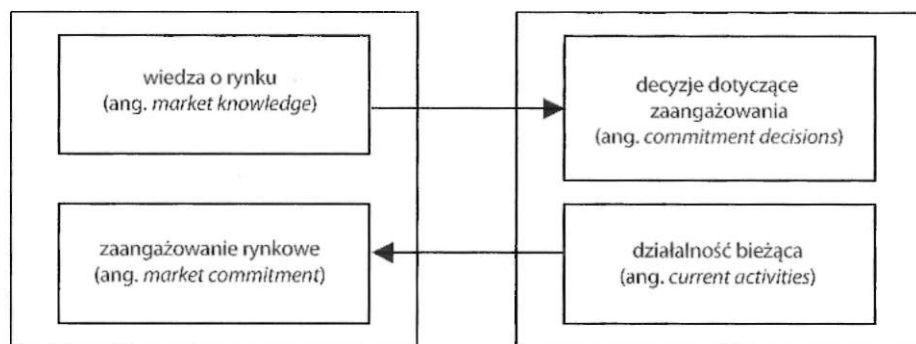 wiedza o rynku
(ang. market knowledge)
decyzje dotyczące
zaangażowania
(ang. commitment decisions)
zaangażowanie rynkowe
(ang. market commitment)
działalność bieżąca
(ang. current activities)